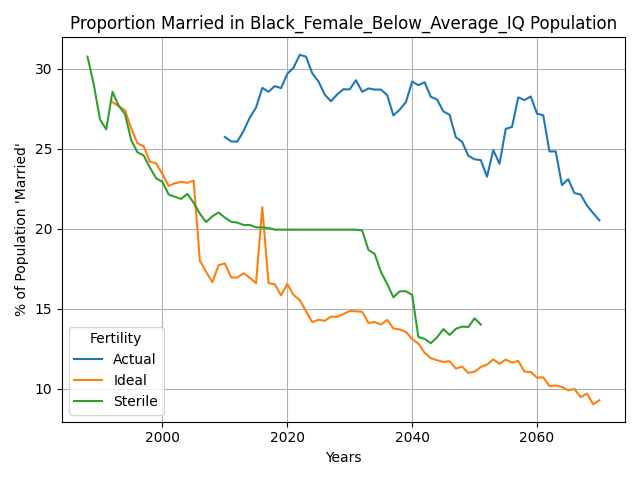 Proportion Married in Black_Female_Below_Average_IQ Population
% of Population 'Married'
30
25
20
15
10
Fertility
Actual
Ideal
Sterile
2000
2020
2040
2060
Years